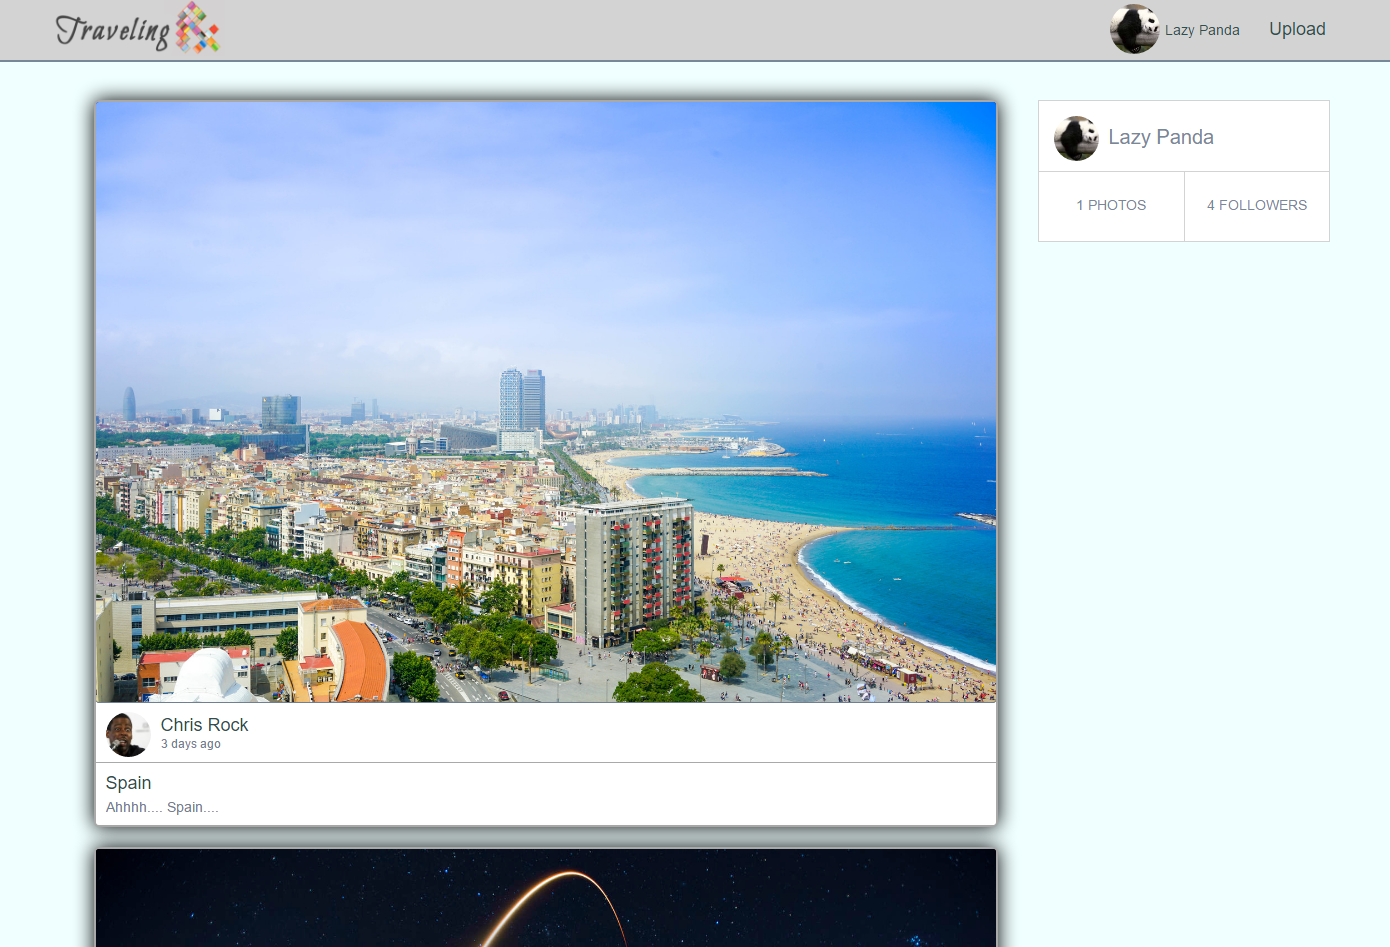 Traveling
Lazy Panda
Upload
Lazy Panda
1 PHOTOS
4 FOLLOWERS
Chris Rock
3 days ago
Spain
Ahhhh.... Spain....